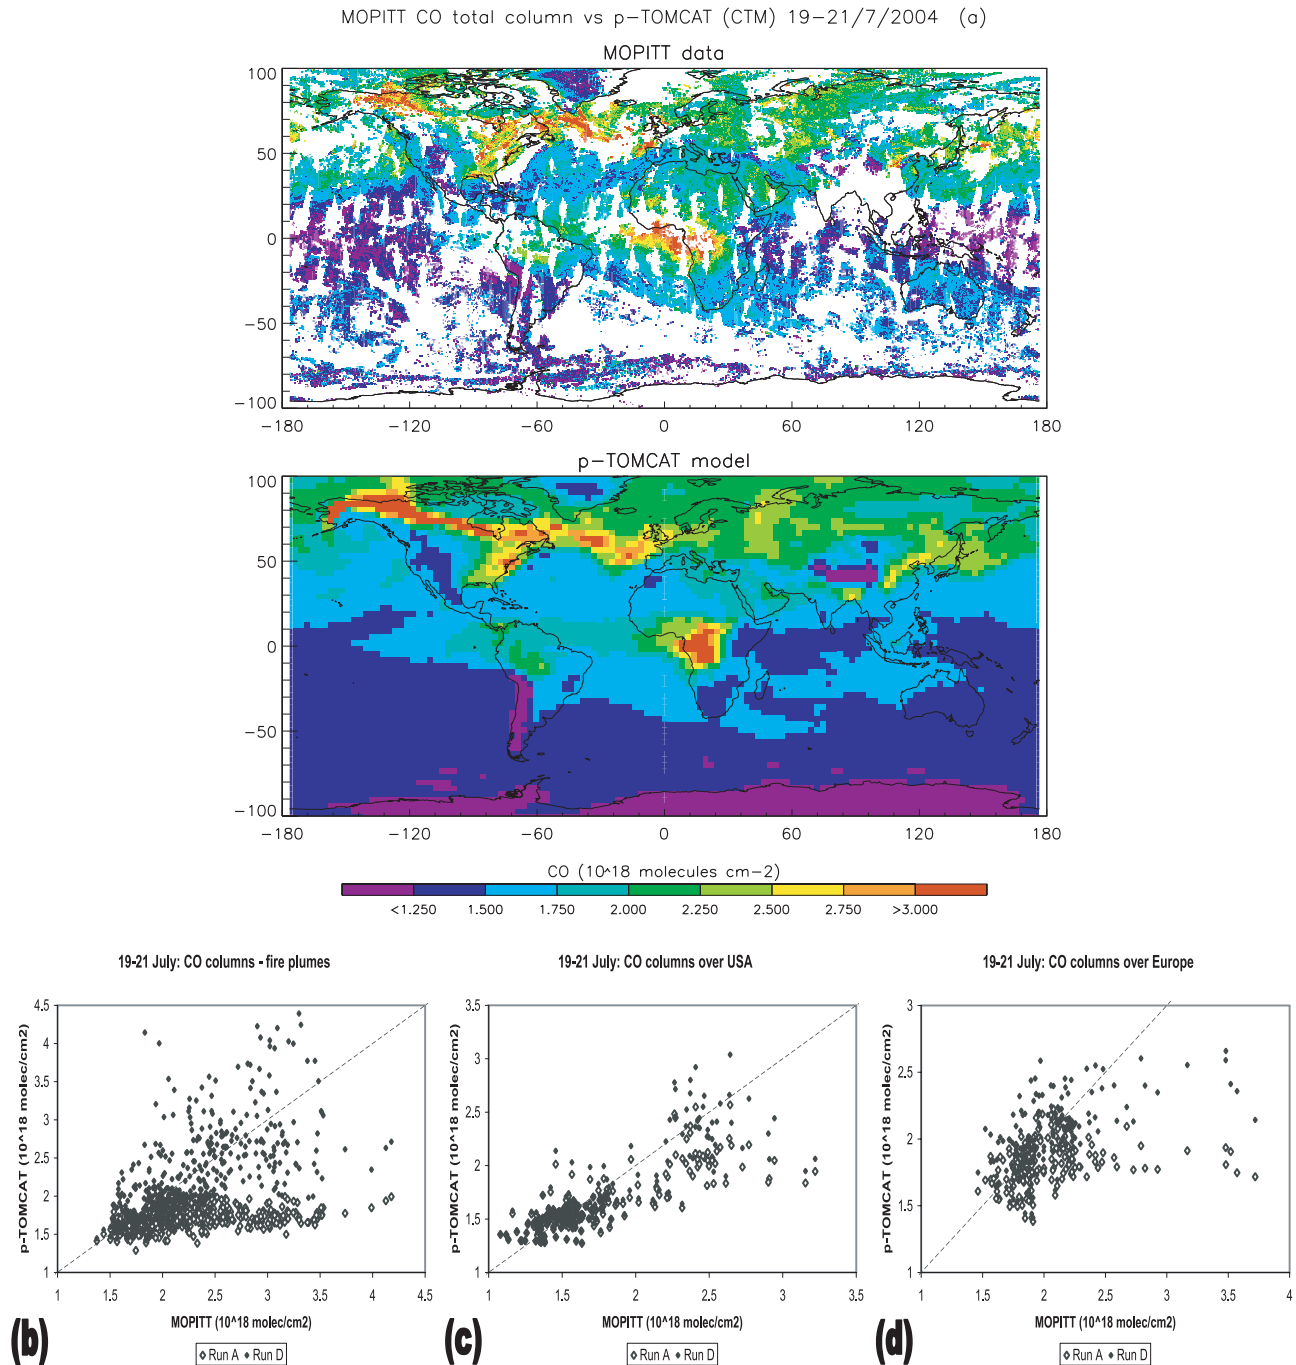 MOPITT CO total column vs p-TOMCAT (CTM) 19-21/7/2004 (a)
MOPITT data
100
50
0
-50
-100
-180 -120 -60 0 60 120 180
p-TOMCAT model
100
50
0
-50
-100
-180 -120 -60 0 60 120 180
CO (10^18 molecules cm-2)
<1.250 1.500 1.750 2.000 2.250 2.500 2.750 >3.000
19-21 July: CO columns - fire plumes
p-TOMCAT (10^18 molec/cm2)
4.5
4
3.5
3
2.5
2
1.5
1
1 1.5 2 2.5 3 3.5 4 4.5
MOPITT (10^18 molec/cm2)
(b)
Run A Run D
19-21 July: CO columns over USA
p-TOMCAT (10^18 molec/cm2)
3.5
3
2.5
2
1.5
1
1 1.5 2 2.5 3 3.5
MOPITT (10^18 molec/cm2)
(c)
Run A Run D
19-21 July: CO columns over Europe
p-TOMCAT (10^18 molec/cm2)
3
2.5
2
1.5
1
1 1.5 2 2.5 3 3.5 4
MOPITT (10^18 molec/cm2)
(d)
Run A Run D